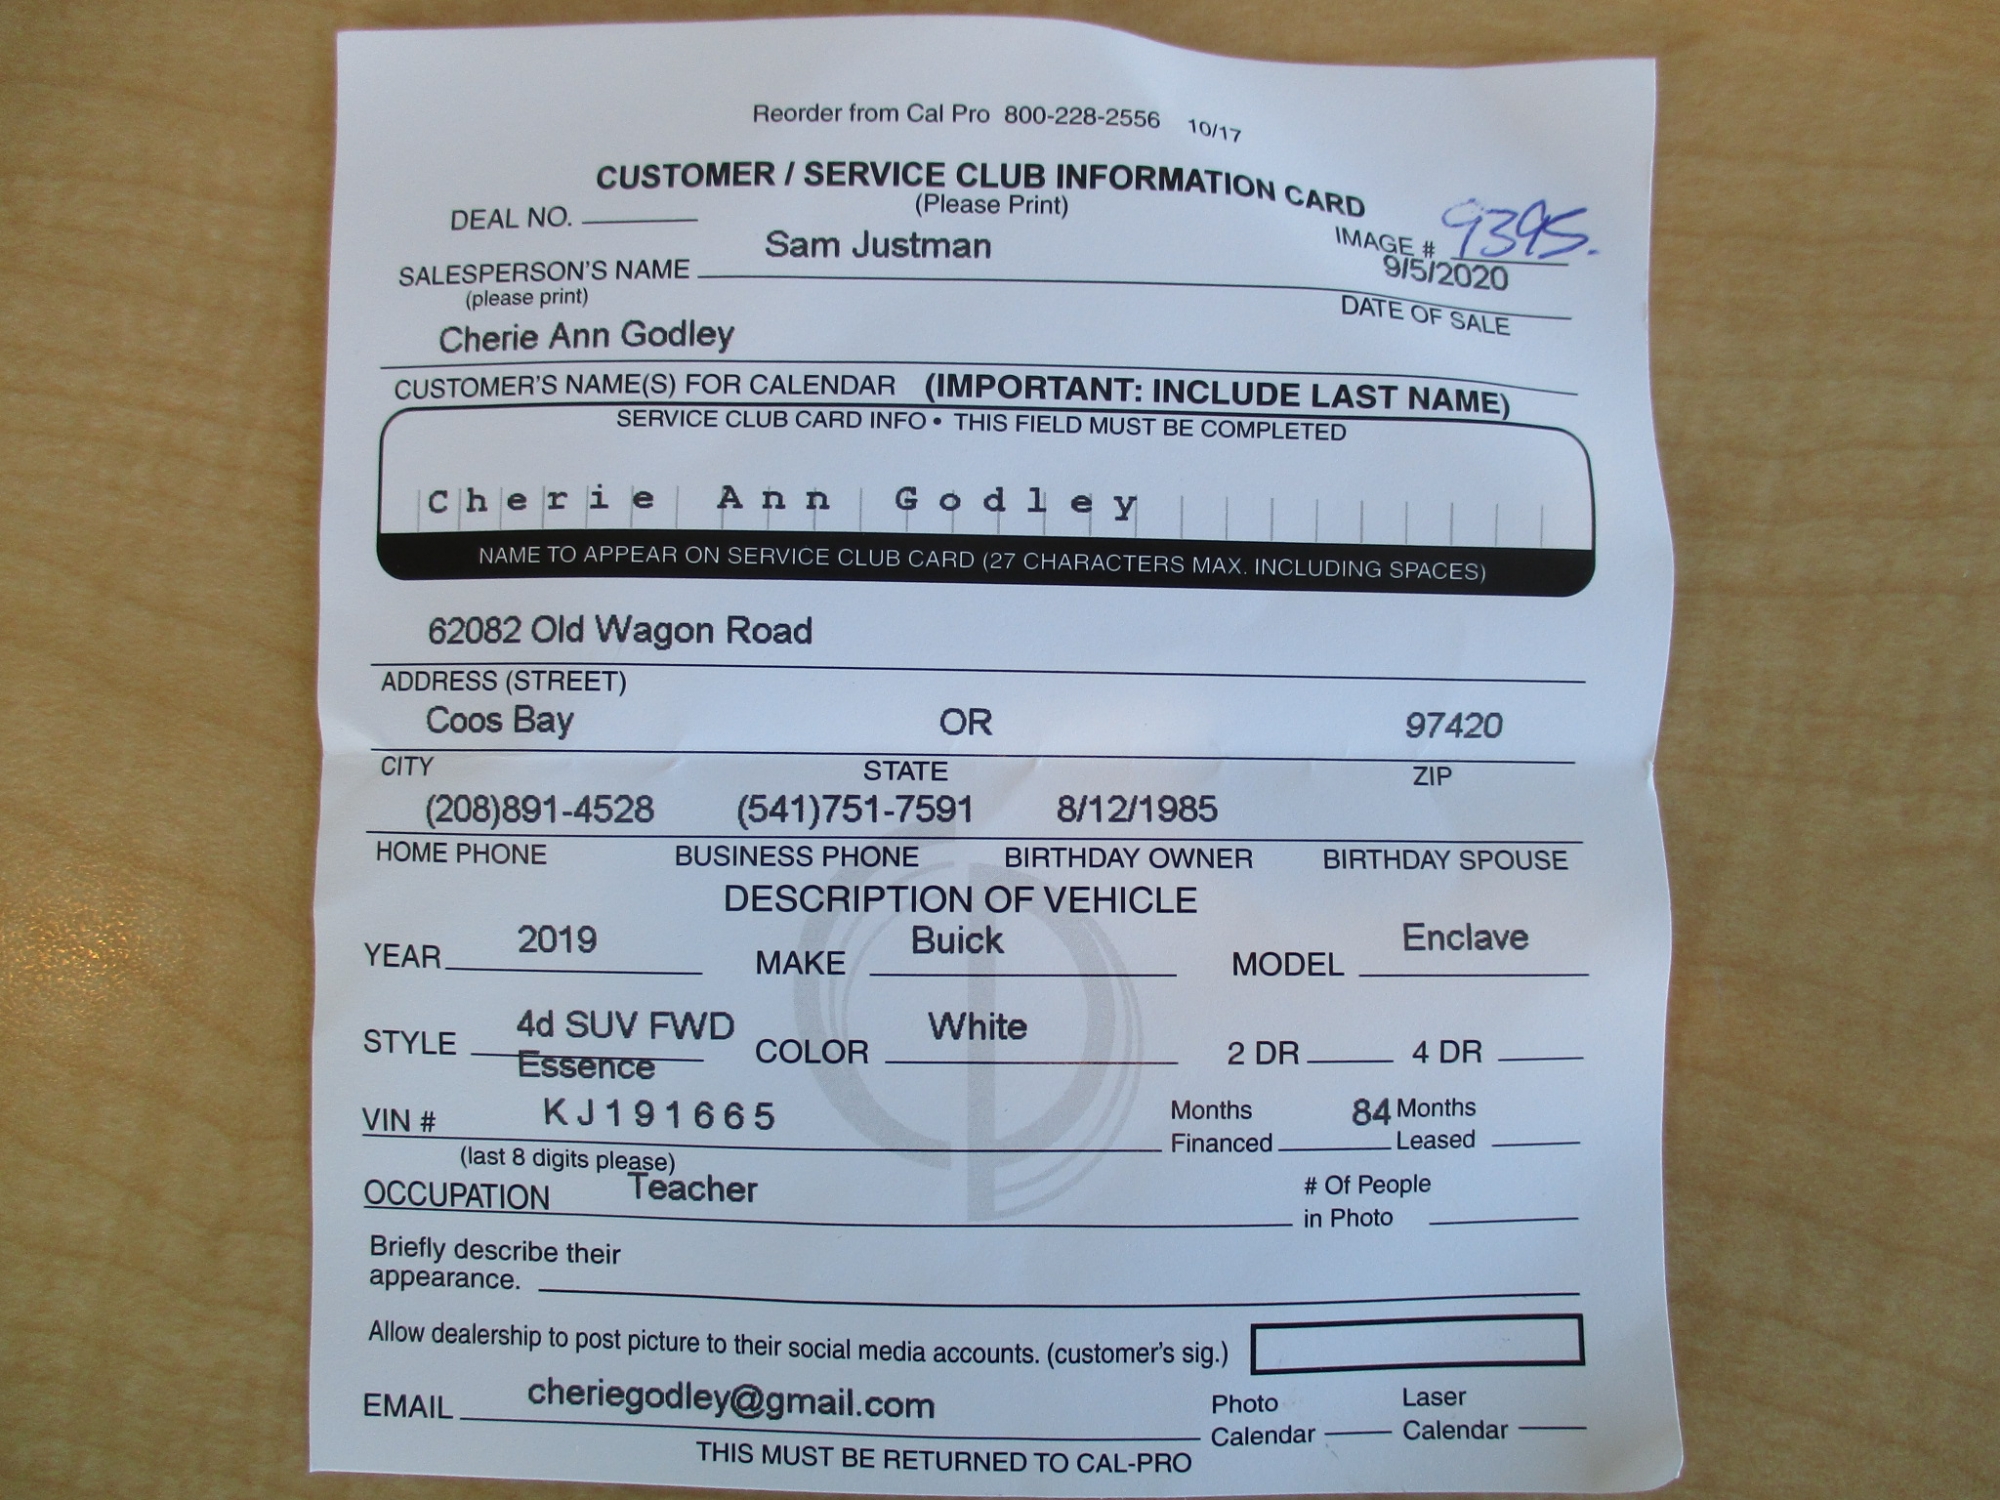 Reorder from Cal Pro 800-228-2556 10/17
CUSTOMER / SERVICE CLUB INFORMATION CARD
(Please Print)
DEAL NO.
IMAGE # 9395.
SALESPERSON'S NAME Sam Justman
(please print)
9/5/2020
DATE OF SALE
Cherie Ann Godley
CUSTOMER'S NAME(S) FOR CALENDAR (IMPORTANT: INCLUDE LAST NAME)
SERVICE CLUB CARD INFO • THIS FIELD MUST BE COMPLETED
Cherie Ann Godley
NAME TO APPEAR ON SERVICE CLUB CARD (27 CHARACTERS MAX. INCLUDING SPACES)
62082 Old Wagon Road
ADDRESS (STREET)
Coos Bay OR 97420
CITY STATE ZIP
(208)891-4528 (541)751-7591 8/12/1985
HOME PHONE BUSINESS PHONE BIRTHDAY OWNER BIRTHDAY SPOUSE
DESCRIPTION OF VEHICLE
YEAR 2019 MAKE Buick MODEL Enclave
STYLE 4d SUV FWD COLOR White 2 DR 4 DR
Essence
VIN # KJ191665
(last 8 digits please)
Months Financed 84 Months Leased
OCCUPATION Teacher
# Of People
in Photo
Briefly describe their
appearance.
Allow dealership to post picture to their social media accounts. (customer's sig.)
EMAIL cheriegodley@gmail.com
Photo Calendar Laser Calendar
THIS MUST BE RETURNED TO CAL-PRO